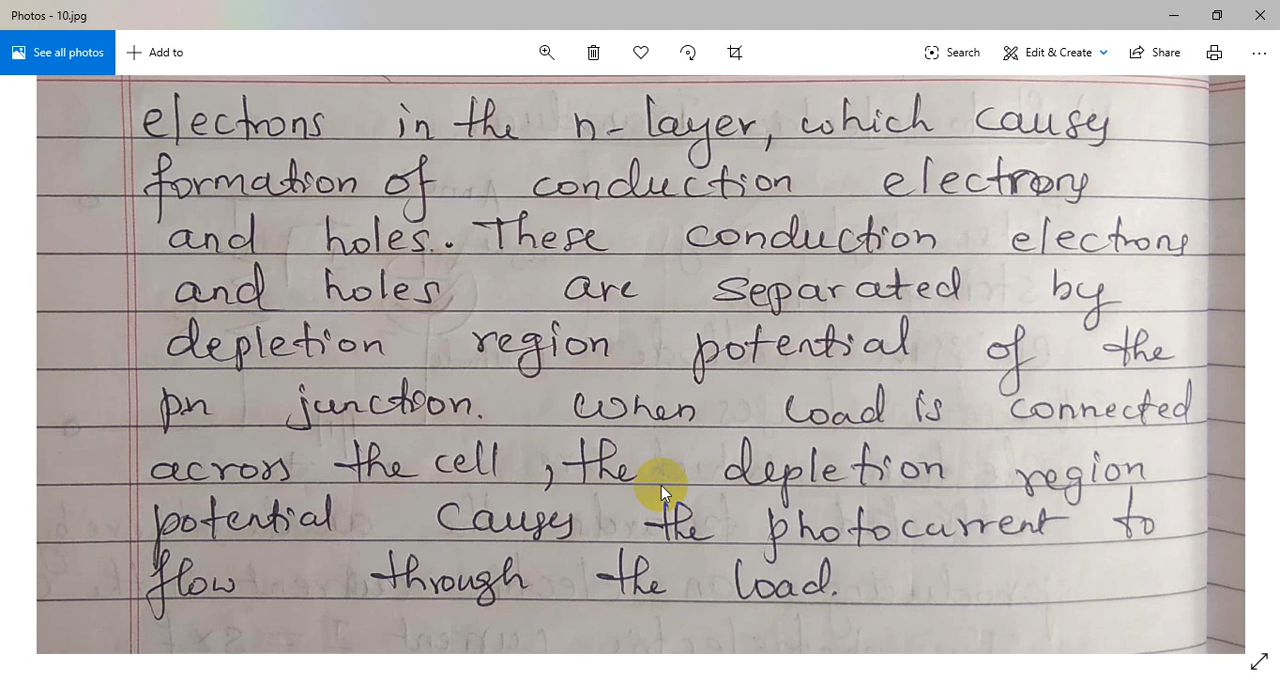 Photos - 10.jpg
See all photos
Add to
Search
Edit & Create
Share
electrons in the n-layer, which causes
formation of conduction electrons
and holes. These conduction electrons
and holes are separated by
depletion region potential of the
pn junction. When load is connected
across the cell, the depletion region
potential causes the photocurrent to
flow through the load.